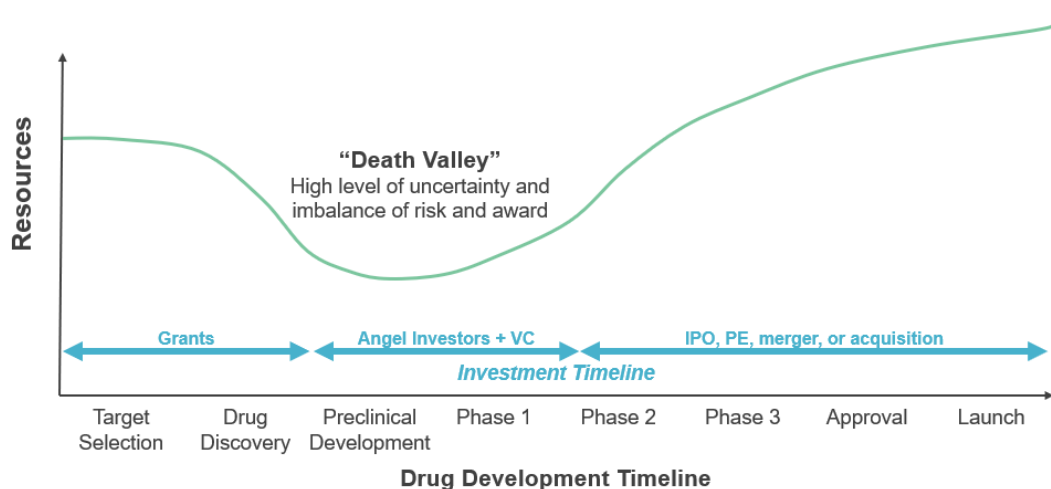 Resources
“Death Valley”
High level of uncertainty and
imbalance of risk and award
Grants
Angel Investors + VC
IPO, PE, merger, or acquisition
Investment Timeline
Target
Selection
Drug
Discovery
Preclinical
Development
Phase 1
Phase 2
Phase 3
Approval
Launch
Drug Development Timeline